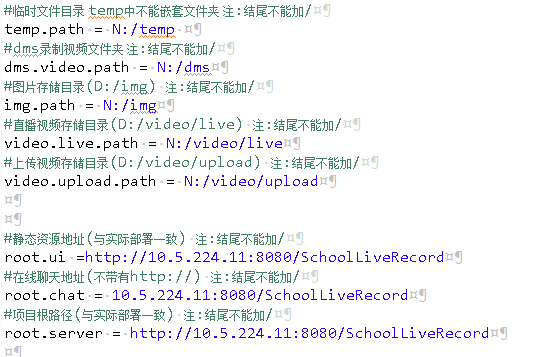 #临时文件目录 temp中不能嵌套文件夹 注:结尾不能加/
temp.path = N:/temp
#dms录制视频文件夹 注:结尾不能加/
dms.video.path = N:/dms
#图片存储目录(D:/img) 注:结尾不能加/
img.path = N:/img
#直播视频存储目录(D:/video/live) 注:结尾不能加/
video.live.path = N:/video/live
#上传视频存储目录(D:/video/upload) 注:结尾不能加/
video.upload.path = N:/video/upload
#静态资源地址(与实际部署一致) 注:结尾不能加/
root.ui =http://10.5.224.11:8080/SchoolLiveRecord
#在线聊天地址(不带有http://) 注:结尾不能加/
root.chat = 10.5.224.11:8080/SchoolLiveRecord
#项目根路径(与实际部署一致) 注:结尾不能加/
root.server = http://10.5.224.11:8080/SchoolLiveRecord